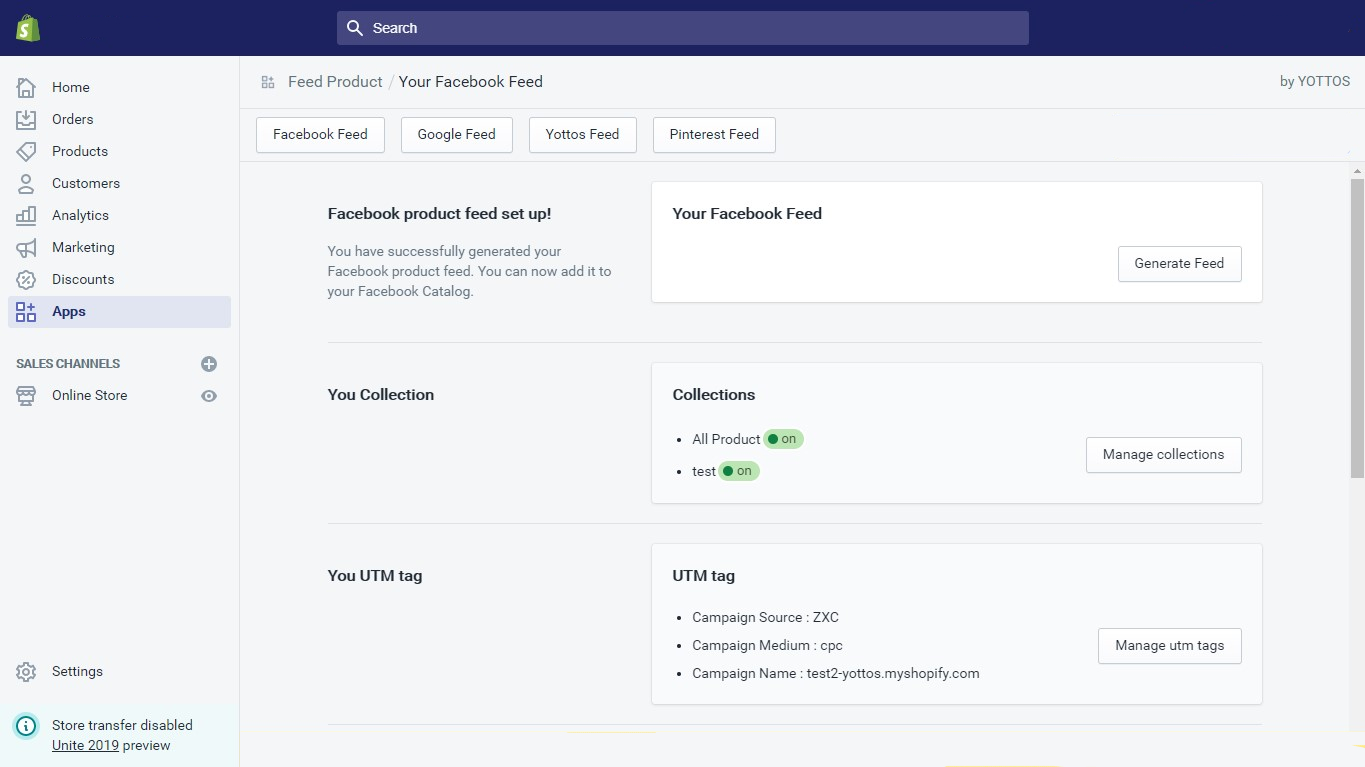 Search
Home
Orders
Products
Customers
Analytics
Marketing
Discounts
Apps
SALES CHANNELS
Online Store
Settings
Store transfer disabled
Unite 2019 preview
Feed Product / Your Facebook Feed
by YOTTOS
Facebook Feed
Google Feed
Yottos Feed
Pinterest Feed
Facebook product feed set up!
You have successfully generated your
Facebook product feed. You can now add it to
your Facebook Catalog.
Your Facebook Feed
Generate Feed
You Collection
Collections
• All Product on
• test on
Manage collections
You UTM tag
UTM tag
• Campaign Source : ZXC
• Campaign Medium : cpc
• Campaign Name : test2-yottos.myshopify.com
Manage utm tags